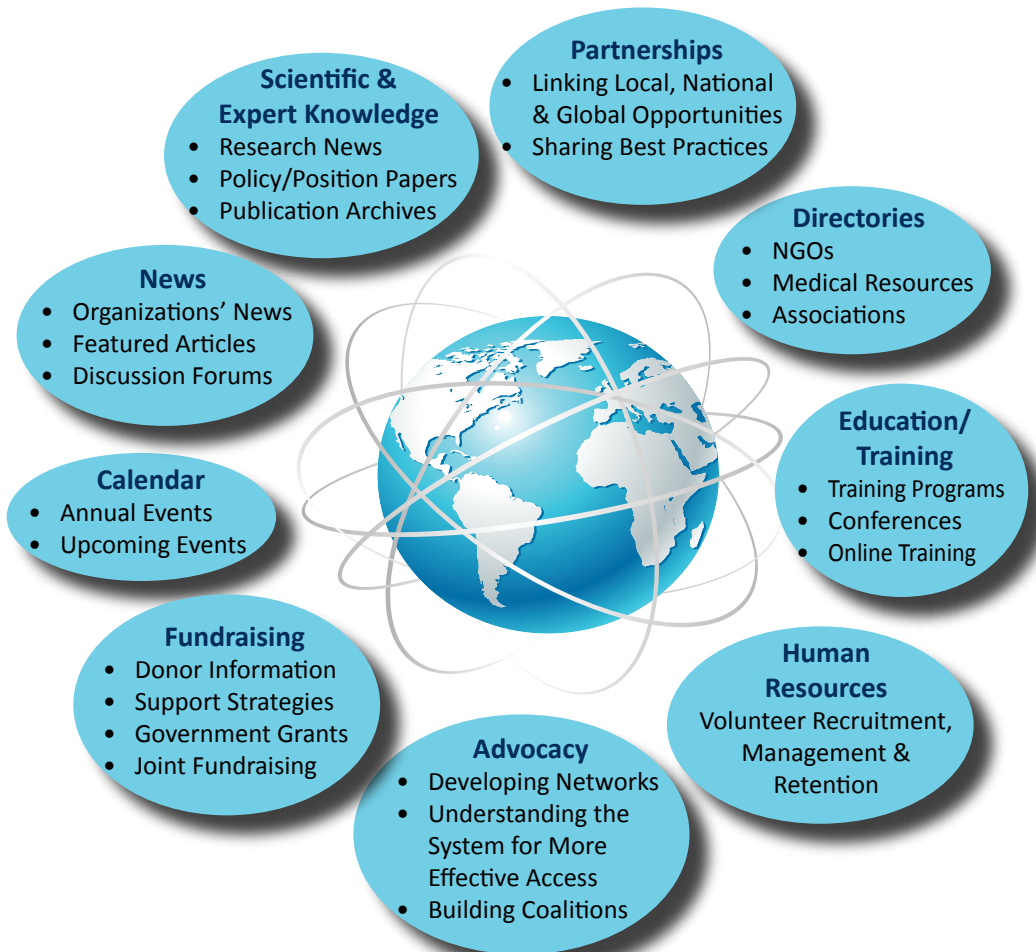 Partnerships
• Linking Local, National
& Global Opportunities
• Sharing Best Practices
Scientific &
Expert Knowledge
• Research News
• Policy/Position Papers
• Publication Archives
Directories
• NGOs
• Medical Resources
• Associations
News
• Organizations’ News
• Featured Articles
• Discussion Forums
Education/
Training
• Training Programs
• Conferences
• Online Training
Calendar
• Annual Events
• Upcoming Events
Fundraising
• Donor Information
• Support Strategies
• Government Grants
• Joint Fundraising
Human
Resources
Volunteer Recruitment,
Management &
Retention
Advocacy
• Developing Networks
• Understanding the
System for More
Effective Access
• Building Coalitions